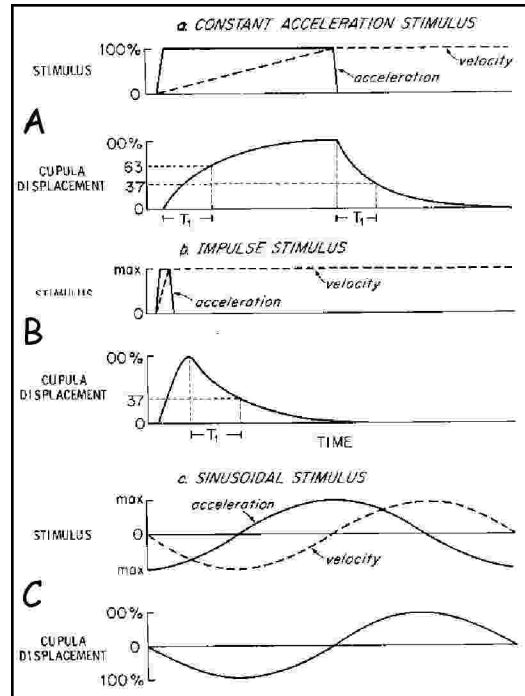 a. CONSTANT ACCELERATION STIMULUS
100%
STIMULUS
0
velocity
acceleration
A
00%
CUPULA
DISPLACEMENT
63
37
0
T₁
T₁
b. IMPULSE STIMULUS
max
STIMULUS
0
velocity
acceleration
B
00%
CUPULA
DISPLACEMENT
37
0
T₁
TIME
c. SINUSOIDAL STIMULUS
max
acceleration
STIMULUS
0
velocity
max
C
00%
CUPULA
DISPLACEMENT
0
100%